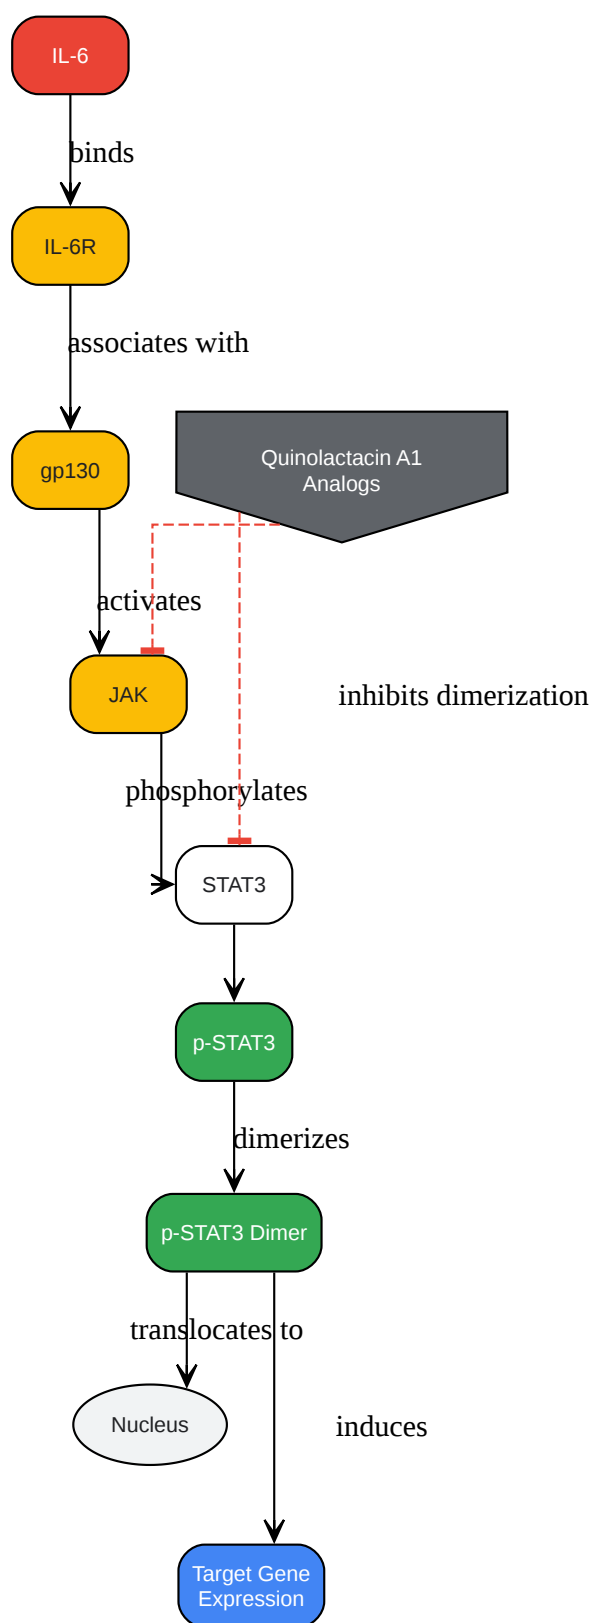 IL-6
binds
IL-6R
associates with
gp130
Quinolactacin A1
Analogs
activates
JAK
inhibits dimerization
phosphorylates
STAT3
p-STAT3
dimerizes
p-STAT3 Dimer
translocates to
Nucleus
induces
Target Gene
Expression